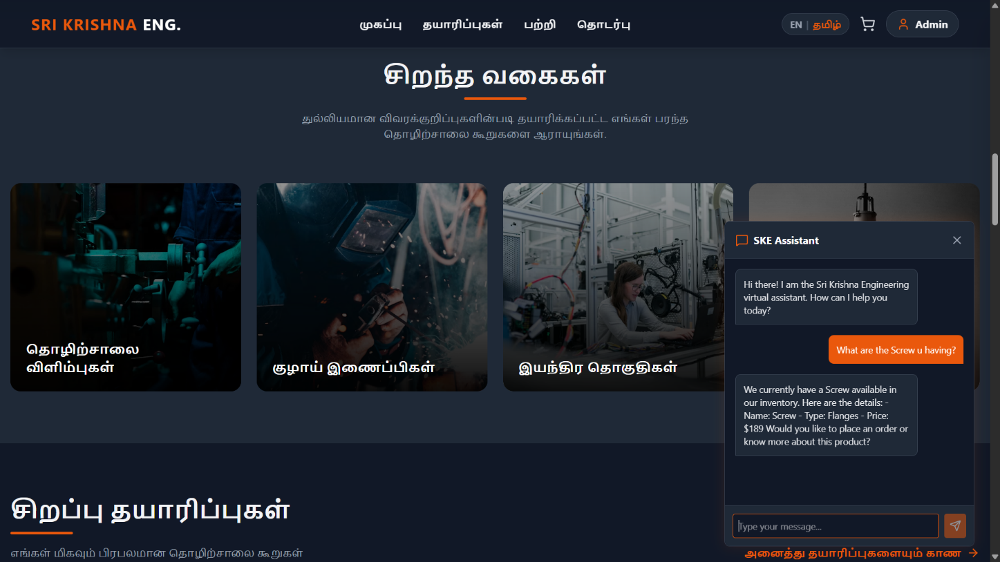 SRI KRISHNA ENG.
முகப்பு
தயாரிப்புகள்
பற்றி
தொடர்பு
EN | தமிழ்
Admin
சிறந்த வகைகள்
துல்லியமான விவரக்குறிப்புகளின்படி தயாரிக்கப்பட்ட எங்கள் பரந்த
தொழிற்சாலை கூறுகளை ஆராயுங்கள்.
தொழிற்சாலை
விளிம்புகள்
குழாய் இணைப்பிகள்
இயந்திர தொகுதிகள்
SKE Assistant
Hi there! I am the Sri Krishna Engineering
virtual assistant. How can I help you
today?
What are the Screw u having?
We currently have a Screw available in
our inventory. Here are the details: -
Name: Screw - Type: Flanges - Price:
$189 Would you like to place an order or
know more about this product?
Type your message...
சிறப்பு தயாரிப்புகள்
எங்கள் மிகவும் பிரபலமான தொழிற்சாலை கூறுகள்
அனைத்து தயாரிப்புகளையும் காண →